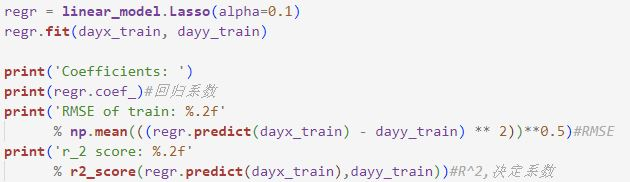 regr = linear_model.Lasso(alpha=0.1)
regr.fit(dayx_train, dayy_train)
print('Coefficients: ')
print(regr.coef_)#回归系数
print('RMSE of train: %.2f'
% np.mean(((regr.predict(dayx_train) - dayy_train) ** 2))**0.5)#RMSE
print('r_2 score: %.2f'
% r2_score(regr.predict(dayx_train),dayy_train))#R^2,决定系数